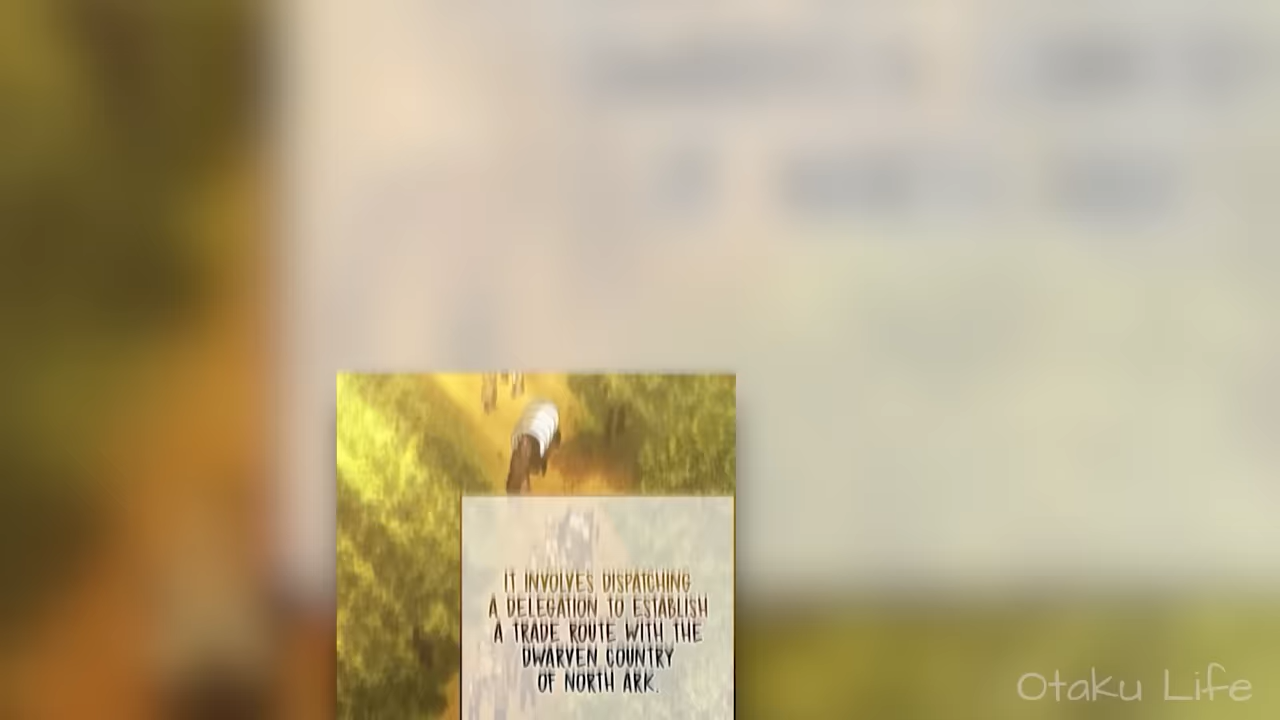 IT INVOLVES DISPATCHING
A DELEGATION TO ESTABLISH
A TRADE ROUTE WITH THE
DWARVEN COUNTRY
OF NORTH ARK.
Otaku Life